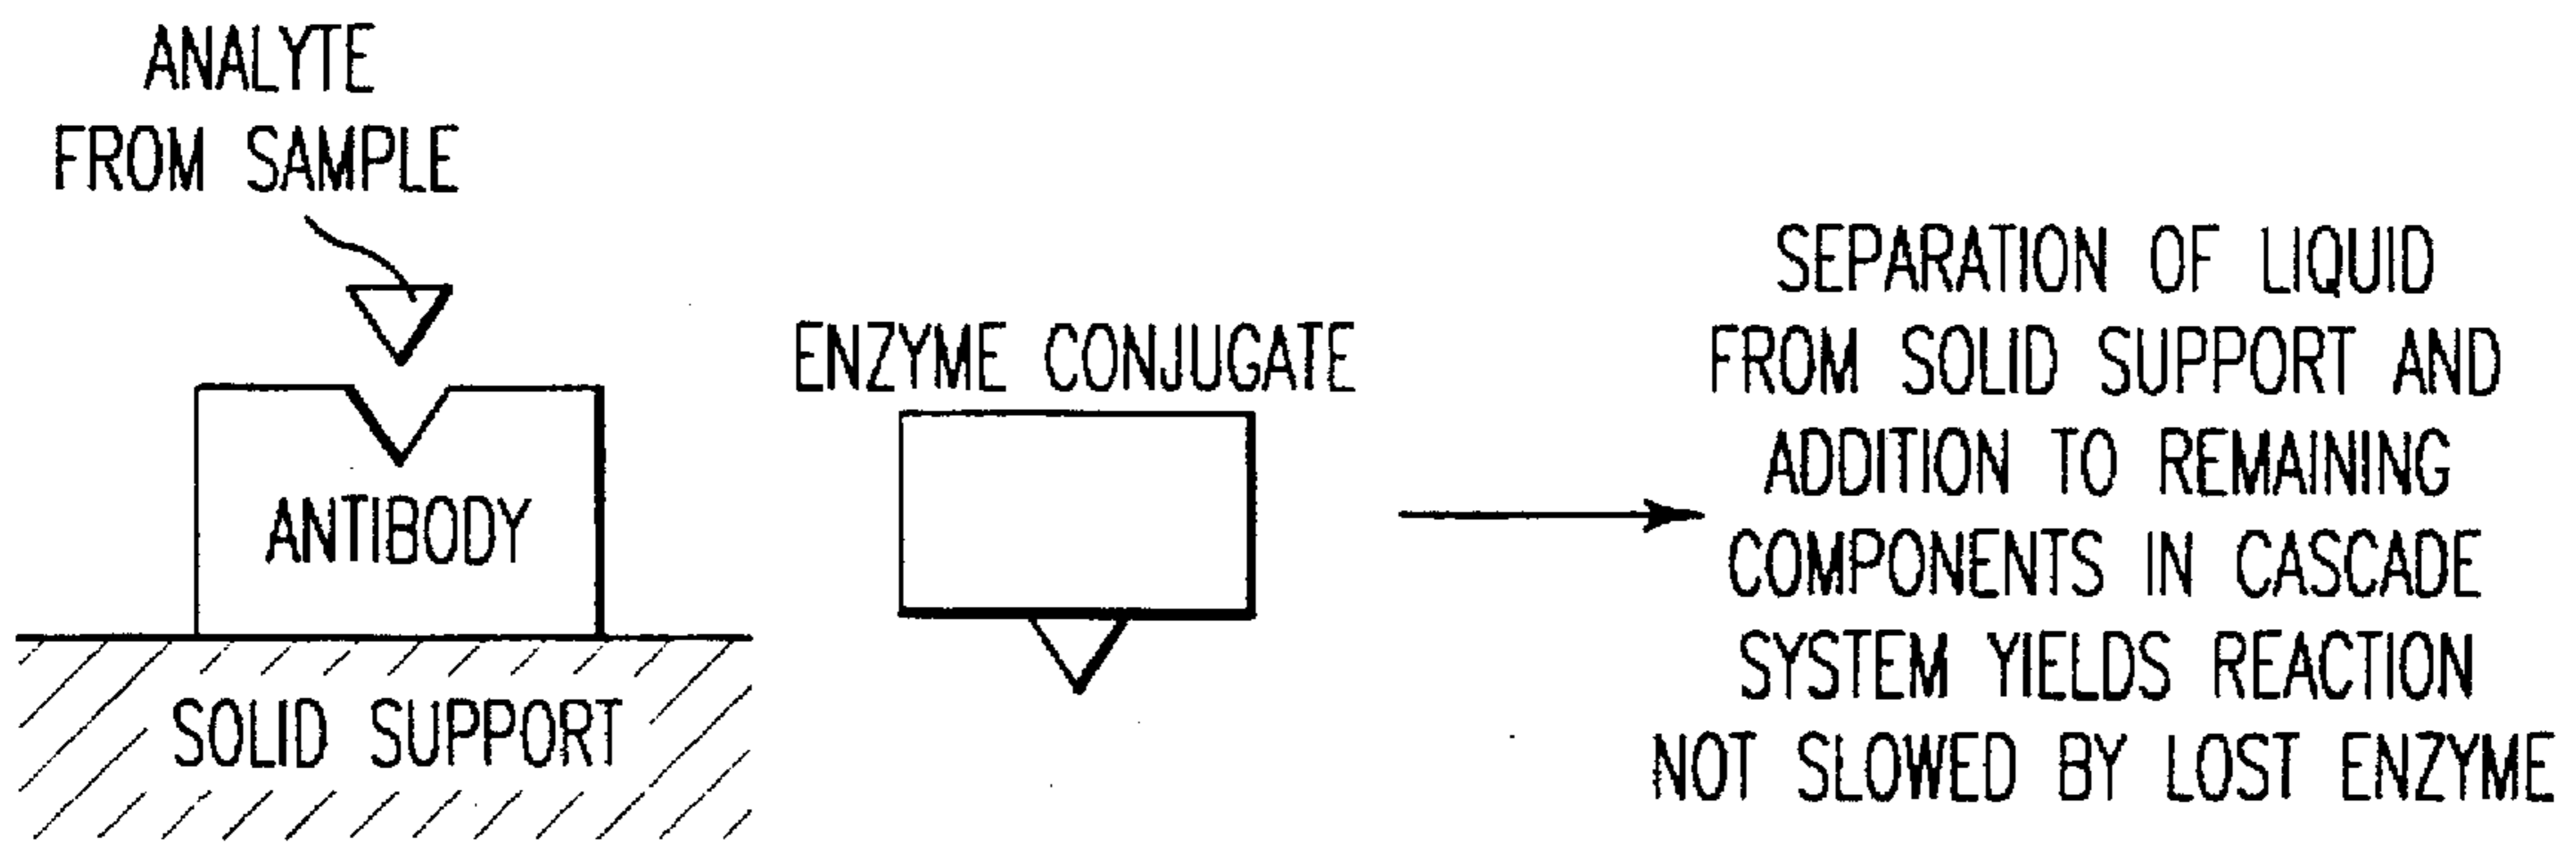 ANALYTE
FROM SAMPLE
ANTIBODY
SOLID SUPPORT
ENZYME CONJUGATE
SEPARATION OF LIQUID
FROM SOLID SUPPORT AND
ADDITION TO REMAINING
COMPONENTS IN CASCADE
SYSTEM YIELDS REACTION
NOT SLOWED BY LOST ENZYME